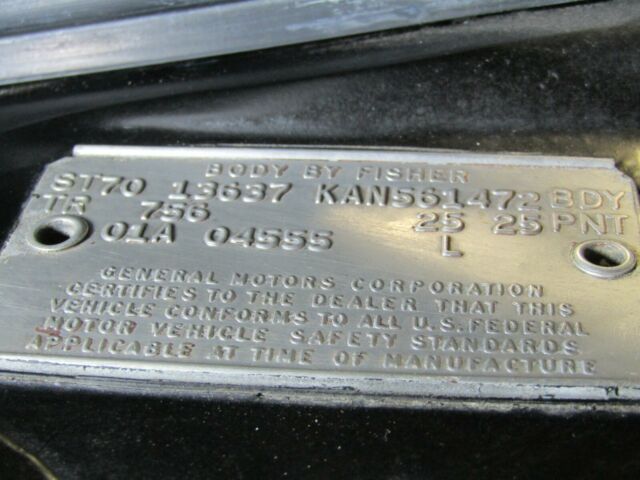 BODY BY FISHER
ST70 13637 KAN561472 BDY
TR 756 25 25 PNT
01A 04555 L
GENERAL MOTORS CORPORATION
CERTIFIES TO THE DEALER THAT THIS
VEHICLE CONFORMS TO ALL U.S. FEDERAL
MOTOR VEHICLE SAFETY STANDARDS
APPLICABLE AT TIME OF MANUFACTURE